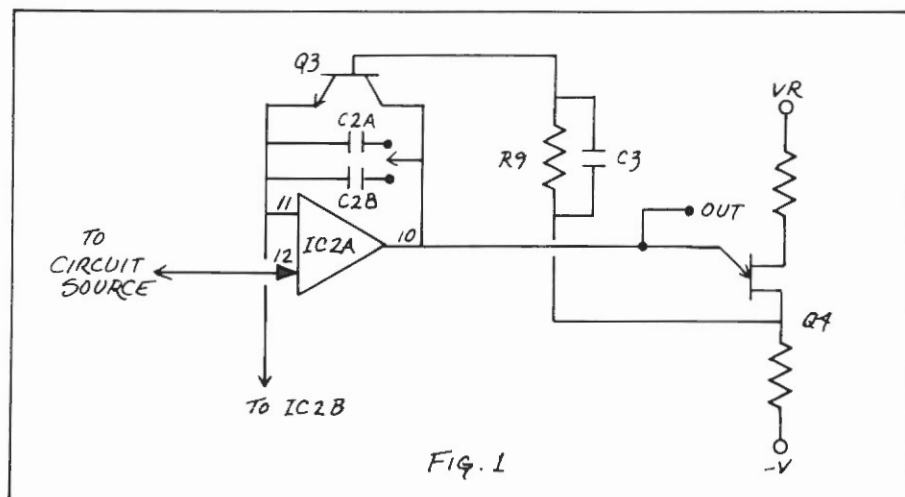 Q3
VR
C2A
R9
C3
C2B
11
OUT
IC2A
10
TO
CIRCUIT
SOURCE
12
Q4
TO IC2B
-V
FIG. 1